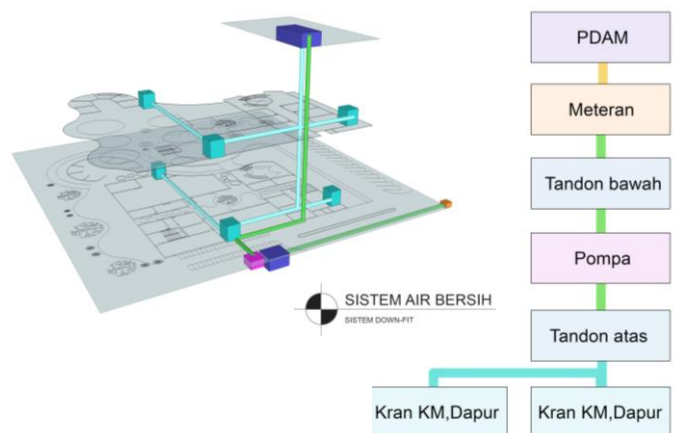 PDAM
Meteran
Tandon bawah
Pompa
SISTEM AIR BERSIH
SISTEM DOWN-FIT
Tandon atas
Kran KM,Dapur
Kran KM,Dapur